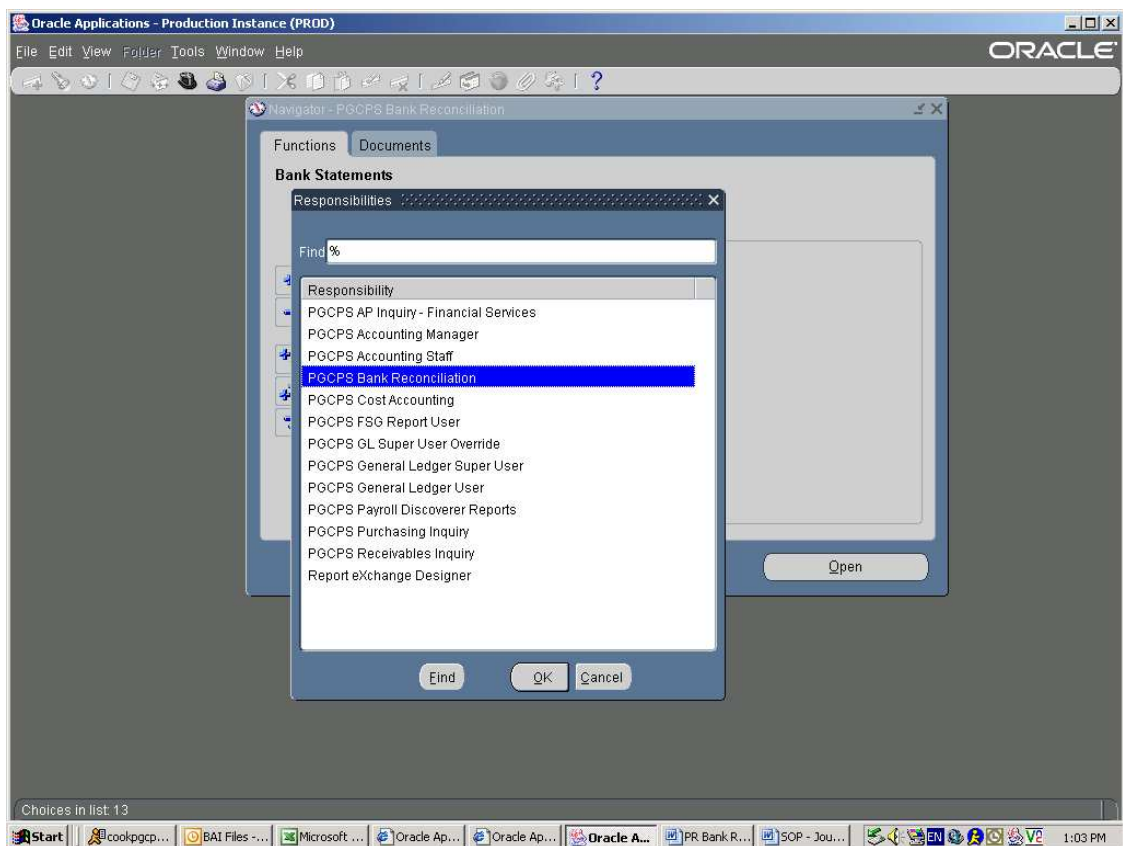 Oracle Applications - Production Instance (PROD)
File Edit View Folder Tools Window Help
ORACLE
Navigator - PGCPS Bank Reconciliation
Functions Documents
Bank Statements
Responsibilities
Find %
Responsibility
PGCPS AP Inquiry - Financial Services
PGCPS Accounting Manager
PGCPS Accounting Staff
PGCPS Bank Reconciliation
PGCPS Cost Accounting
PGCPS FSG Report User
PGCPS GL Super User Override
PGCPS General Ledger Super User
PGCPS General Ledger User
PGCPS Payroll Discoverer Reports
PGCPS Purchasing Inquiry
PGCPS Receivables Inquiry
Report eXchange Designer
Open
Find OK Cancel
Choices in list: 13
Start cookpgcp... BAI Files -... Microsoft ... Oracle Ap... Oracle Ap... Oracle A... PR Bank R... SOP - Jou... EN V2 1:03 PM